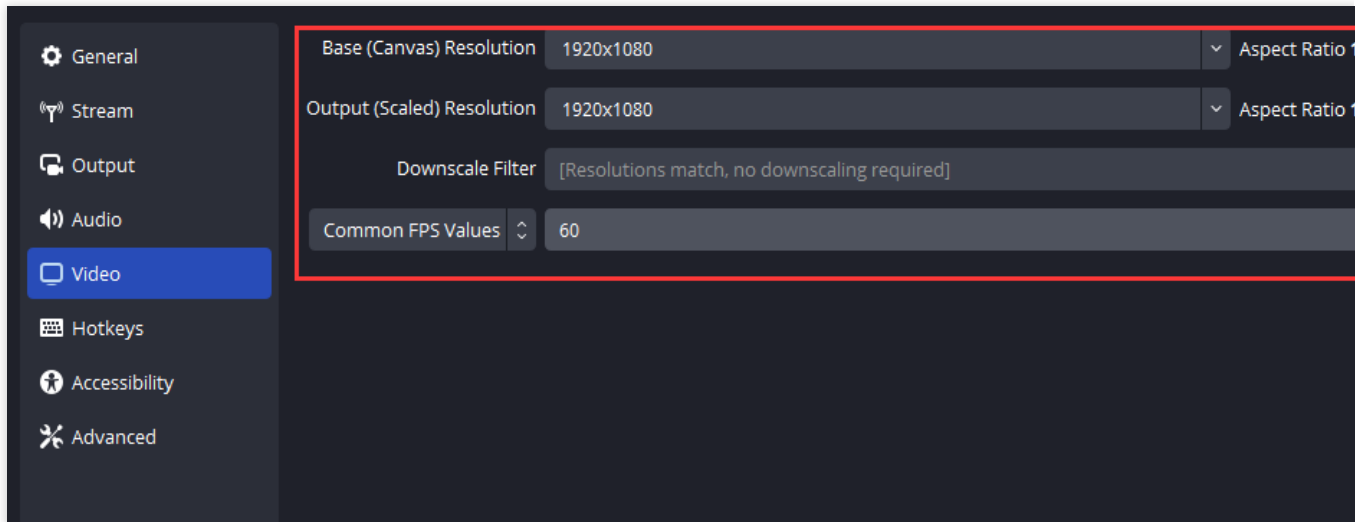 General
Stream
Output
Audio
Video
Hotkeys
Accessibility
Advanced
Base (Canvas) Resolution 1920x1080 Aspect Ratio
Output (Scaled) Resolution 1920x1080 Aspect Ratio
Downscale Filter [Resolutions match, no downscaling required]
Common FPS Values 60